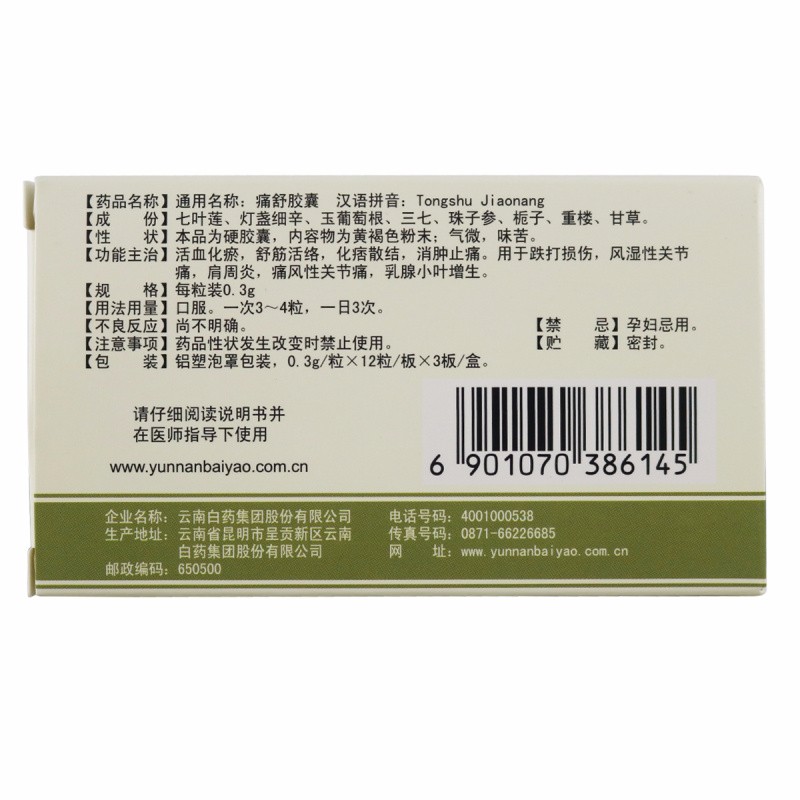 【药品名称】通用名称：痛舒胶囊 汉语拼音：Tongshu Jiaonang
【成 份】七叶莲、灯盏细辛、玉葡萄根、三七、珠子参、栀子、重楼、甘草。
【性 状】本品为硬胶囊，内容物为黄褐色粉末；气微，味苦。
【功能主治】活血化瘀，舒筋活络，化痞散结，消肿止痛。用于跌打损伤，风湿性关节
痛，肩周炎，痛风性关节痛，乳腺小叶增生。
【规 格】每粒装0.3g
【用法用量】口服。一次3～4粒，一日3次。
【不良反应】尚不明确。 【禁 忌】孕妇忌用。
【注意事项】药品性状发生改变时禁止使用。 【贮 藏】密封。
【包 装】铝塑泡罩包装，0.3g/粒×12粒/板×3板/盒。
请仔细阅读说明书并
在医师指导下使用
www.yunnanbaiyao.com.cn
6 901070 386145
企业名称：云南白药集团股份有限公司 电话号码：4001000538
生产地址：云南省昆明市呈贡新区云南 传真号码：0871-66226685
白药集团股份有限公司 网 址：www.yunnanbaiyao.com.cn
邮政编码：650500